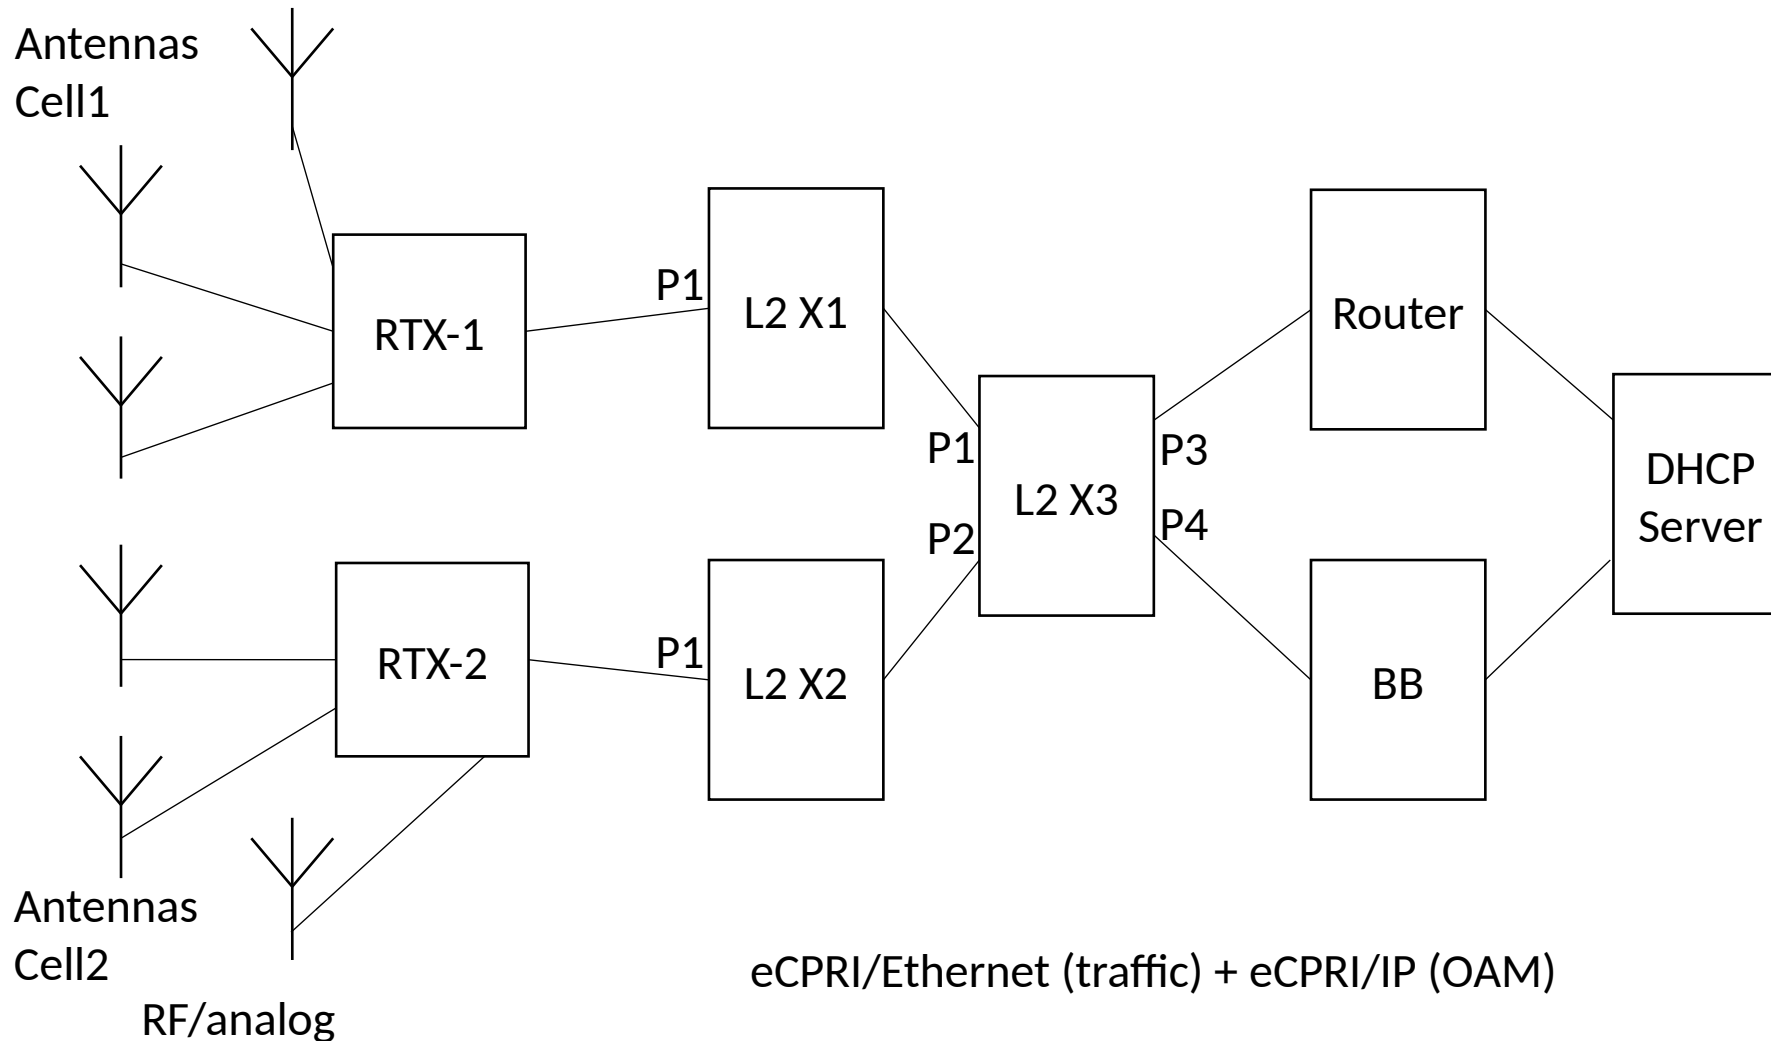 Antennas
Cell1
RTX-1
P1
L2 X1
Router
P1
P3
L2 X3
DHCP
Server
P2
P4
RTX-2
P1
L2 X2
BB
Antennas
Cell2
RF/analog
eCPRI/Ethernet (traffic) + eCPRI/IP (OAM)